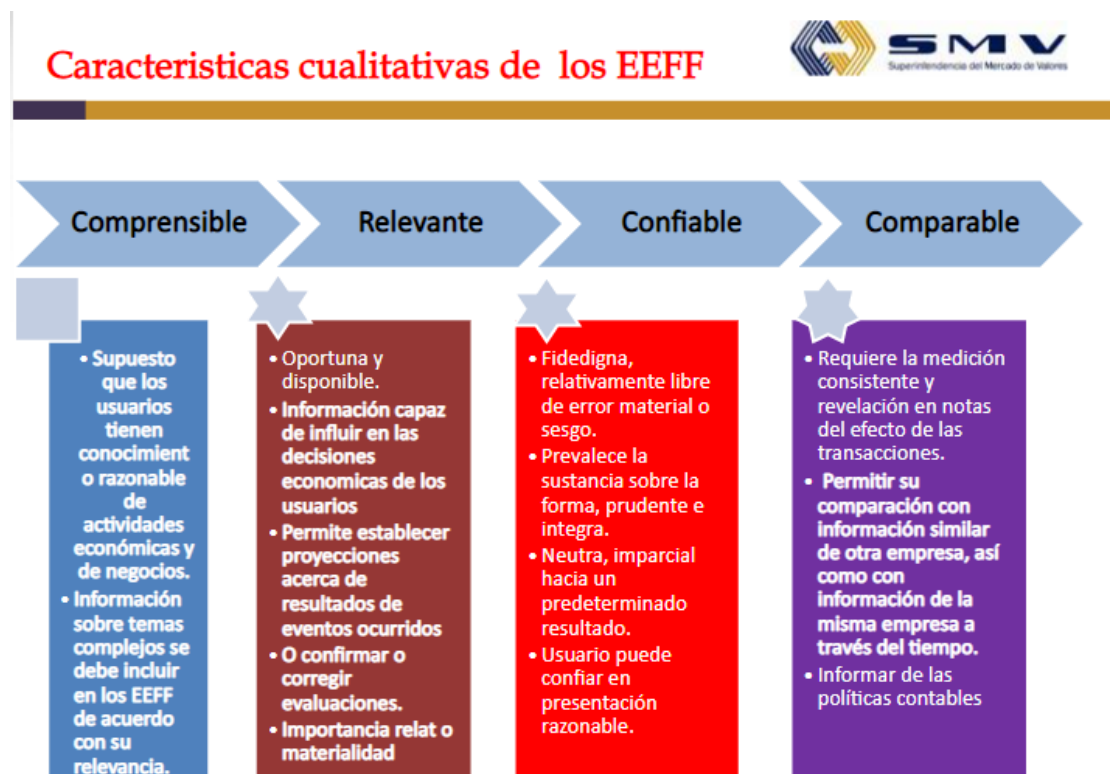 Caracteristicas cualitativas de los EEFF
SMV
Superintendencia del Mercado de Valores
Comprensible
Relevante
Confiable
Comparable
• Supuesto
que los
usuarios
tienen
conocimient
o razonable
de
actividades
económicas y
de negocios.
• Información
sobre temas
complejos se
debe incluir
en los EEFF
de acuerdo
con su
relevancia.
• Oportuna y
disponible.
• Información capaz
de influir en las
decisiones
economicas de los
usuarios
• Permite establecer
proyecciones
acerca de
resultados de
eventos ocurridos
• O confirmar o
corregir
evaluaciones.
• Importancia relat o
materialidad
• Fidedigna,
relativamente libre
de error material o
sesgo.
• Prevalece la
sustancia sobre la
forma, prudente e
integra.
• Neutra, imparcial
hacia un
predeterminado
resultado.
• Usuario puede
confiar en
presentación
razonable.
• Requiere la medición
consistente y
revelación en notas
del efecto de las
transacciones.
• Permitir su
comparación con
información similar
de otra empresa, así
como con
información de la
misma empresa a
través del tiempo.
• Informar de las
políticas contables